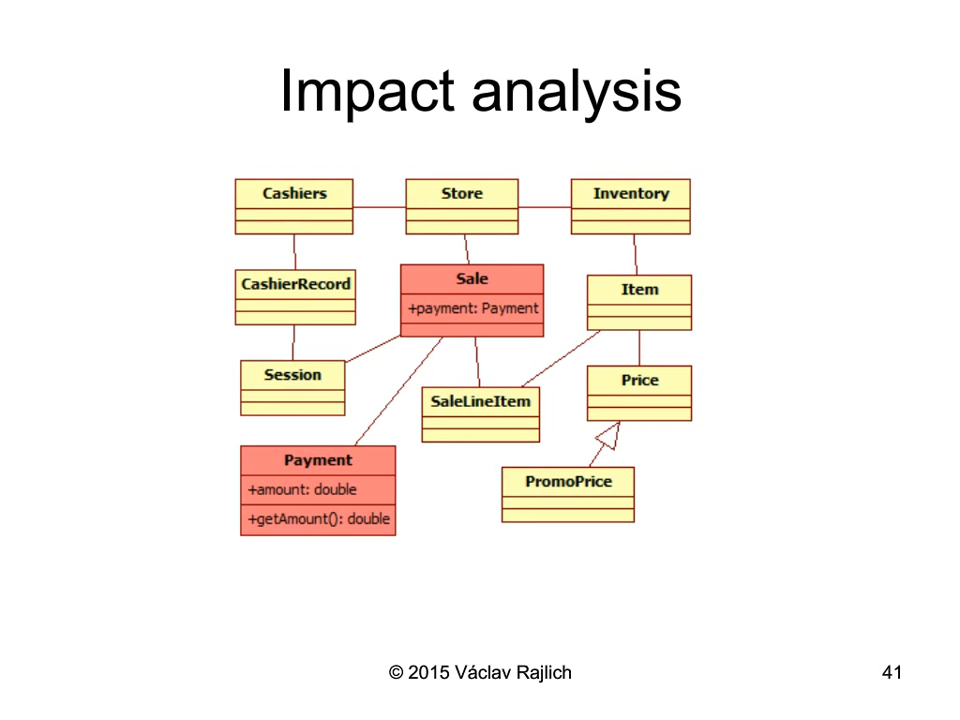 Impact analysis
Cashiers
Store
Inventory
CashierRecord
Sale
+payment: Payment
Item
Session
SaleLineItem
Price
Payment
+amount: double
+getAmount(): double
PromoPrice
© 2015 Václav Rajlich
41